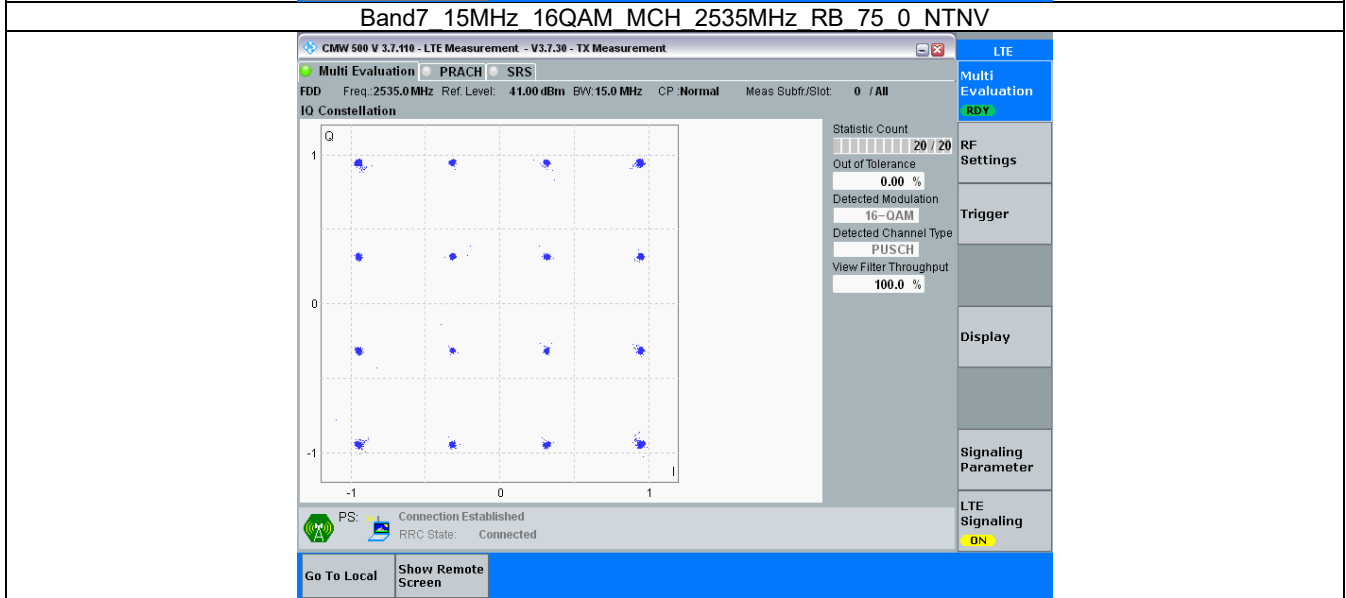 Band7_15MHz_16QAM_MCH_2535MHz_RB_75_0_NTNV
CMW 500 V 3.7.110 - LTE Measurement - V3.7.30 - TX Measurement
LTE
Multi Evaluation PRACH SRS
Multi
Evaluation
RDY
FDD Freq.:2535.0 MHz Ref. Level: 41.00 dBm BW:15.0 MHz CP :Normal Meas Subfr./Slot: 0 / All
IQ Constellation
Q
1
0
-1
-1 0 1
I
Statistic Count
20 / 20
Out of Tolerance
0.00 %
Detected Modulation
16-QAM
Detected Channel Type
PUSCH
View Filter Throughput
100.0 %
RF
Settings
Trigger
Display
Signaling
Parameter
LTE
Signaling
ON
PS: Connection Established
RRC State: Connected
Go To Local
Show Remote
Screen